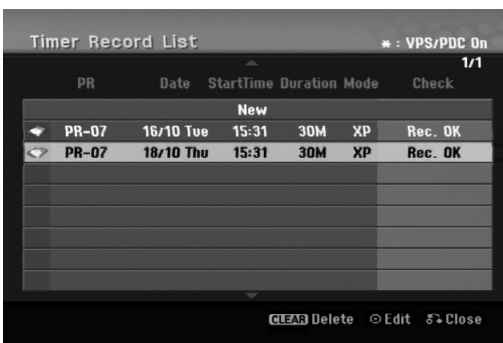 Timer Record List ✱ : VPS/PDC On
1/1
PR Date StartTime Duration Mode Check
New
PR-07 16/10 Tue 15:31 30M XP Rec. OK
PR-07 18/10 Thu 15:31 30M XP Rec. OK
CLEAR Delete ⊙ Edit Close